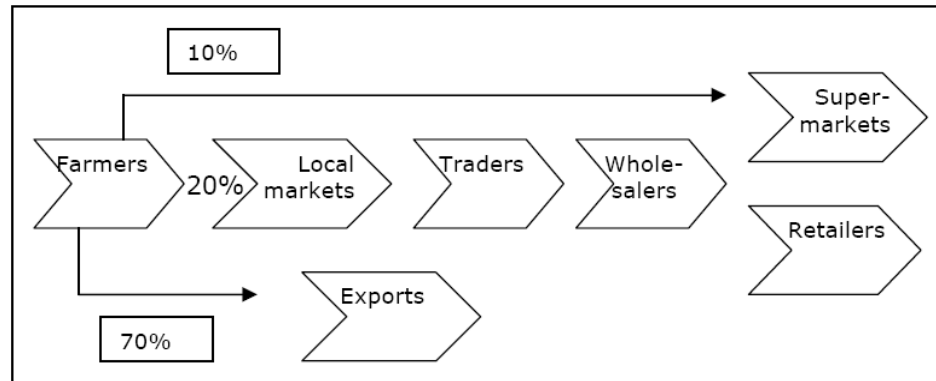 10%
Super-
markets
Farmers
20%
Local
markets
Traders
Whole-
salers
Retailers
Exports
70%